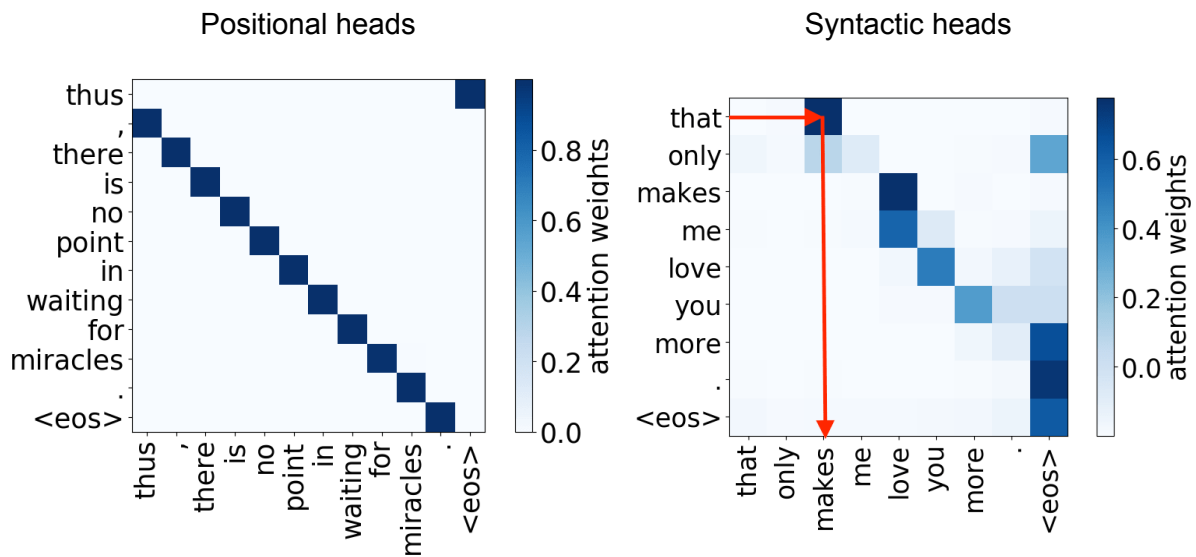 Positional heads
Syntactic heads
thus
,
there
is
no
point
in
waiting
for
miracles
.
<eos>
thus
,
there
is
no
point
in
waiting
for
miracles
.
<eos>
0.8
0.6
0.4
0.2
0.0
attention weights
that
only
makes
me
love
you
more
.
<eos>
that
only
makes
me
love
you
more
.
<eos>
0.6
0.4
0.2
0.0
attention weights